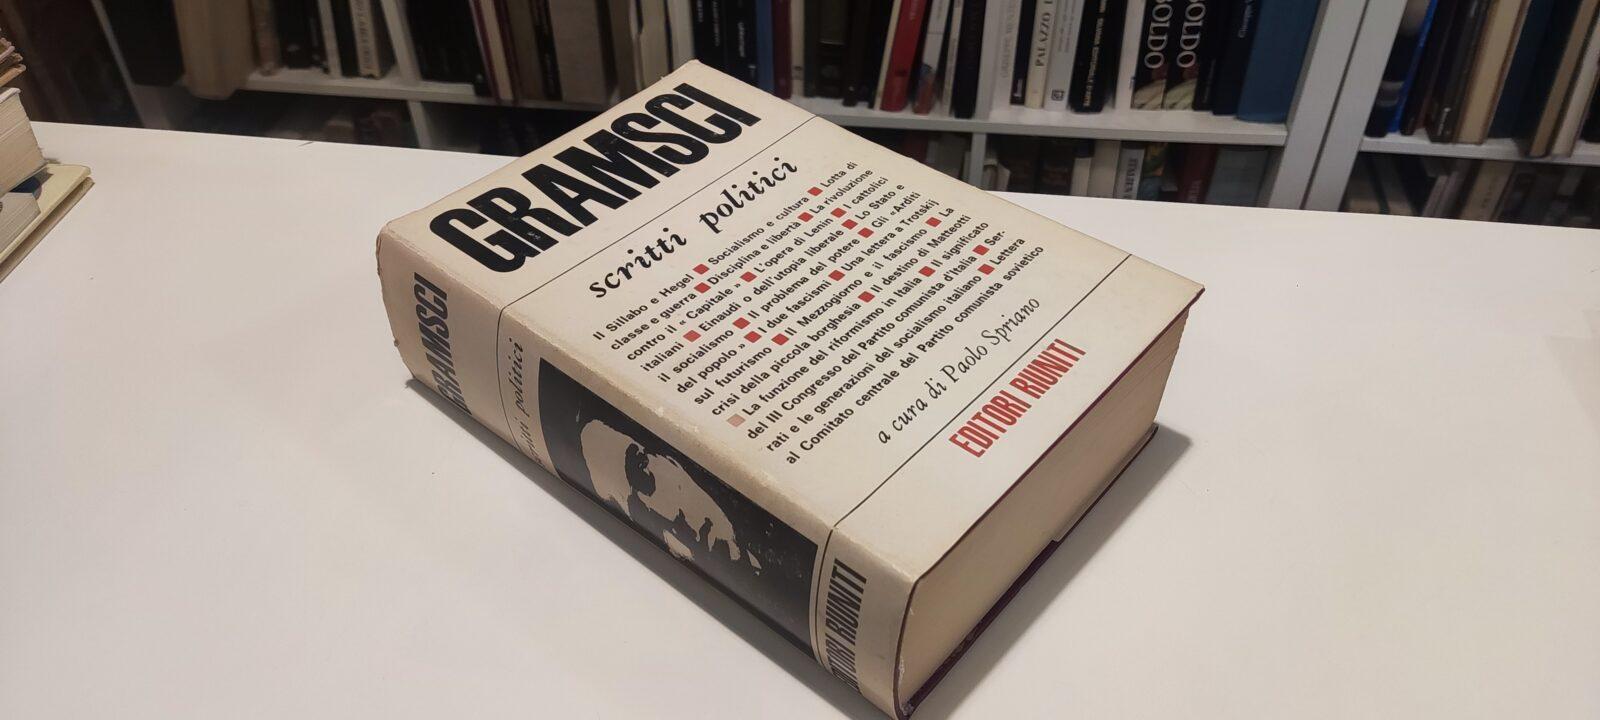 GRAMSCI
scritti politici
Il Sillabo e Hegel ■ Socialismo e cultura ■ Lotta di
classe e guerra ■ Disciplina e libertà ■ La rivoluzione
contro il « Capitale » ■ L'opera di Lenin ■ I cattolici
italiani ■ Einaudi o dell'utopia liberale ■ Lo Stato e
il socialismo ■ Il problema del potere ■ Gli «Arditi
del popolo » ■ I due fascismi ■ Una lettera a Trotskij
sul futurismo ■ Il Mezzogiorno e il fascismo ■ La
crisi della piccola borghesia ■ Il destino di Matteotti
■ La funzione del riformismo in Italia ■ Il significato
del III Congresso del Partito comunista d'Italia ■ Ser-
rati e le generazioni del socialismo italiano ■ Lettera
al Comitato centrale del Partito comunista sovietico
a cura di Paolo Spriano
EDITORI RIUNITI
GRAMSCI
scritti politici
EDITORI RIUNITI
PALAZZO
BOLDO
BOLDO